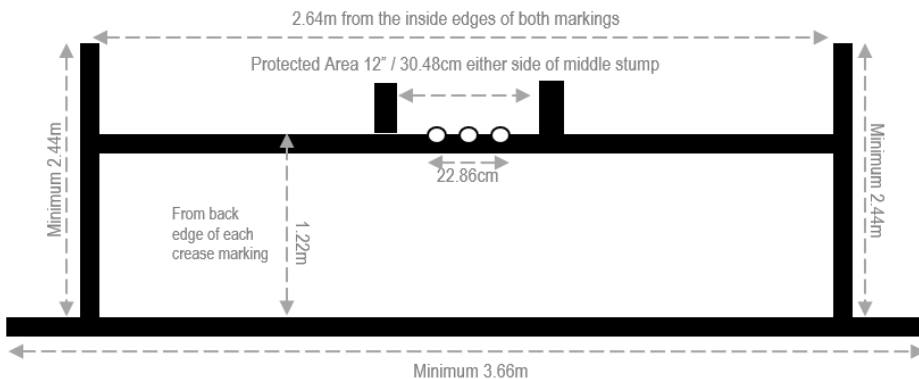 2.64m from the inside edges of both markings
Protected Area 12” / 30.48cm either side of middle stump
Minimum 2.44m
22.86cm
Minimum 2.44m
From back
edge of each
crease marking
1.22m
Minimum 3.66m